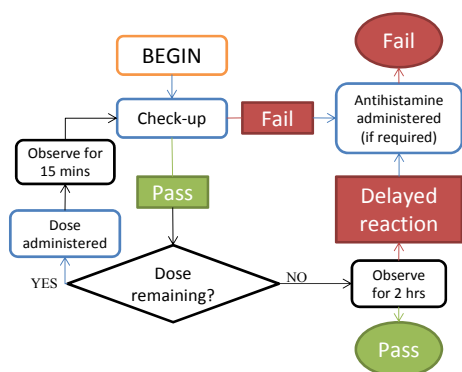 BEGIN
Fail
Check-up
Fail
Antihistamine
administered
(if required)
Observe for
15 mins
Pass
Delayed
reaction
Dose
administered
YES
Dose
remaining?
NO
Observe
for 2 hrs
Pass